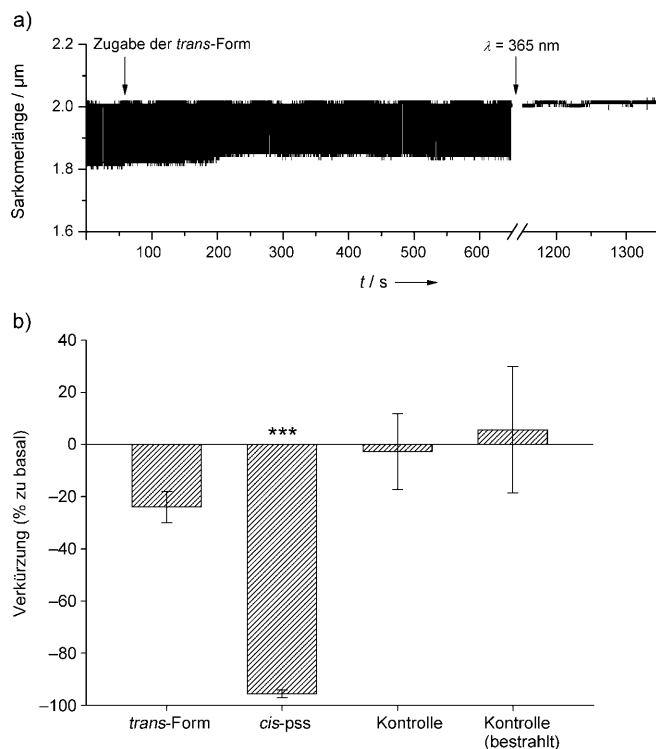 a)
Zugabe der trans-Form
λ = 365 nm
Sarkomerlänge / µm
2.2
2.0
1.8
1.6
100 200 300 400 500 600 1200 1300
t / s
b)
Verkürzung (% zu basal)
40
20
0
–20
–40
–60
–80
–100
***
trans-Form cis-pss Kontrolle Kontrolle
(bestrahlt)